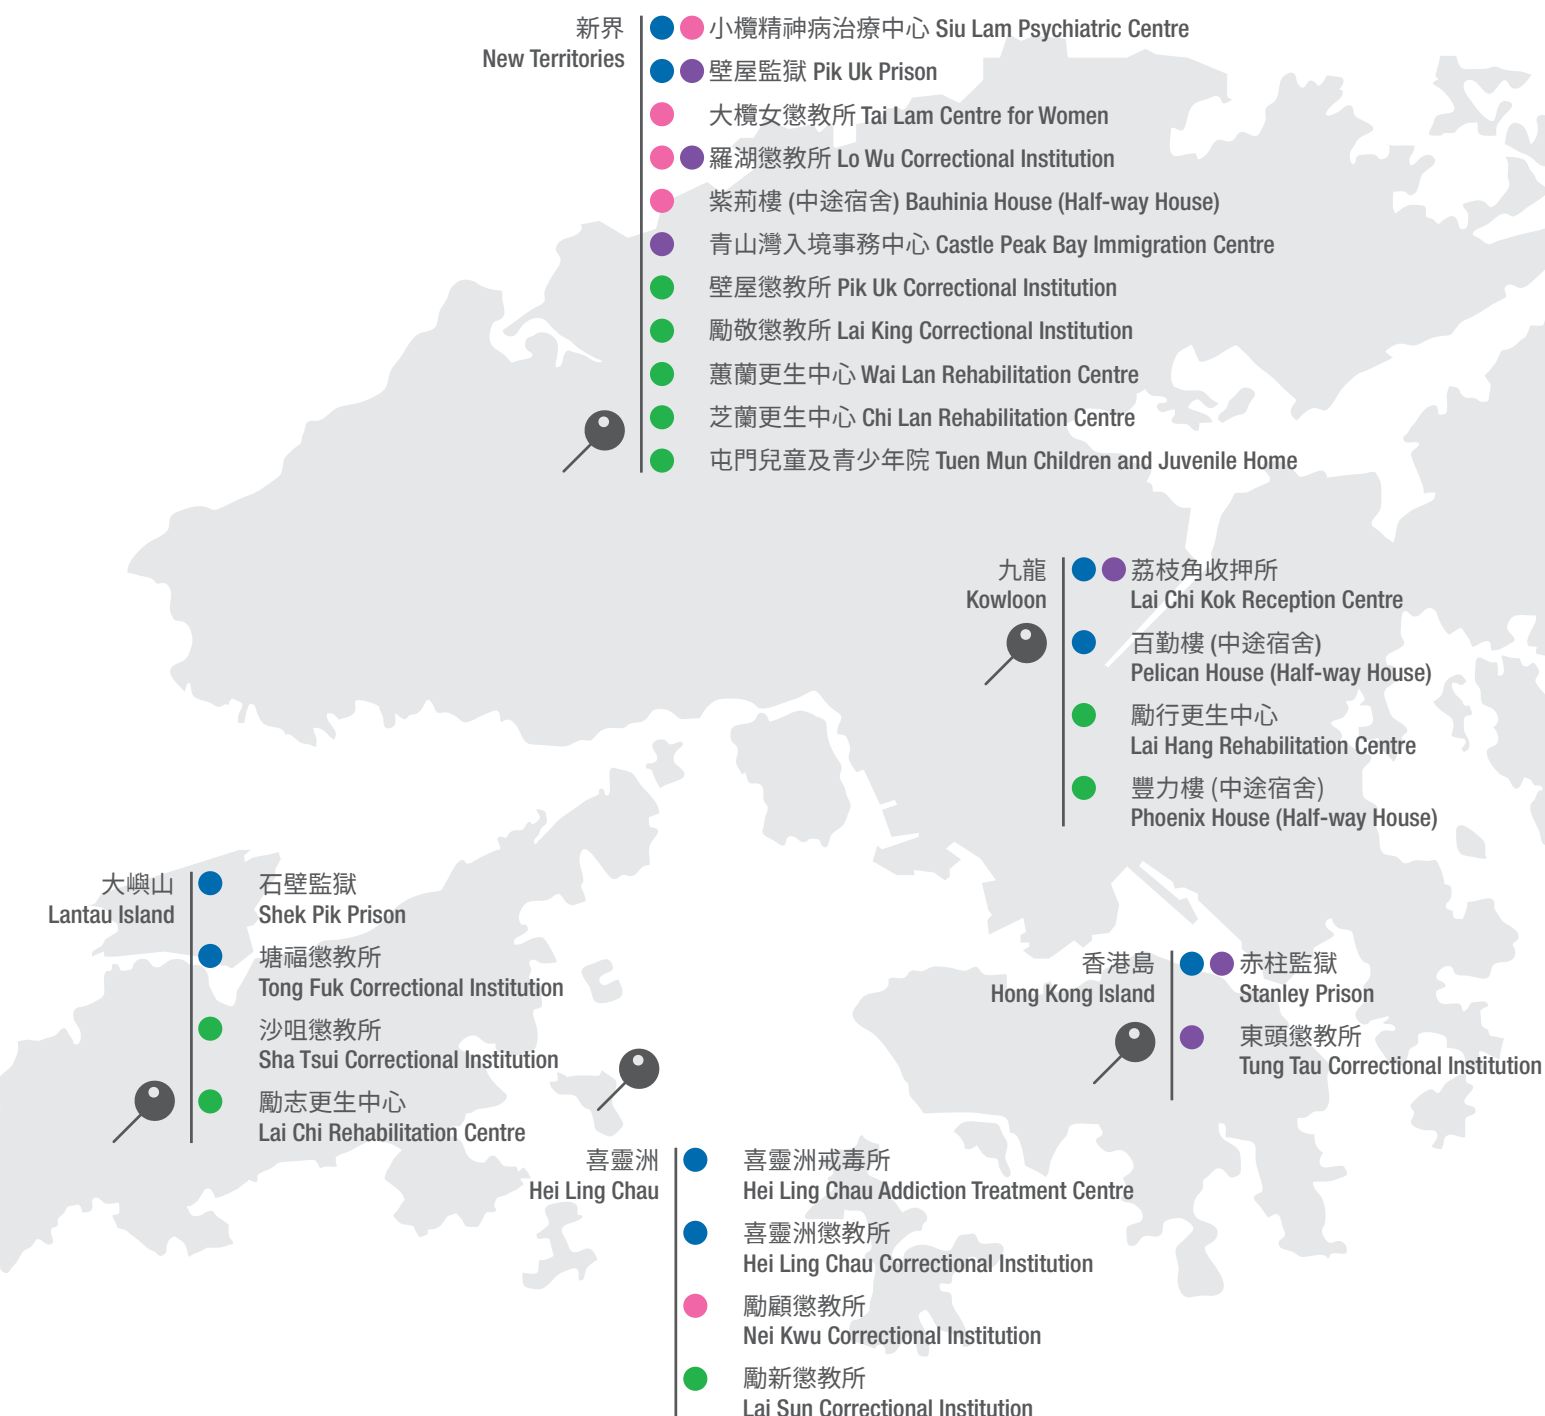 新界
New Territories
小欖精神病治療中心 Siu Lam Psychiatric Centre
壁屋監獄 Pik Uk Prison
大欖女懲教所 Tai Lam Centre for Women
羅湖懲教所 Lo Wu Correctional Institution
紫荊樓 (中途宿舍) Bauhinia House (Half-way House)
青山灣入境事務中心 Castle Peak Bay Immigration Centre
壁屋懲教所 Pik Uk Correctional Institution
勵敬懲教所 Lai King Correctional Institution
蕙蘭更生中心 Wai Lan Rehabilitation Centre
芝蘭更生中心 Chi Lan Rehabilitation Centre
屯門兒童及青少年院 Tuen Mun Children and Juvenile Home
九龍
Kowloon
荔枝角收押所
Lai Chi Kok Reception Centre
百勤樓 (中途宿舍)
Pelican House (Half-way House)
勵行更生中心
Lai Hang Rehabilitation Centre
豐力樓 (中途宿舍)
Phoenix House (Half-way House)
大嶼山
Lantau Island
石壁監獄
Shek Pik Prison
塘福懲教所
Tong Fuk Correctional Institution
沙咀懲教所
Sha Tsui Correctional Institution
勵志更生中心
Lai Chi Rehabilitation Centre
香港島
Hong Kong Island
赤柱監獄
Stanley Prison
東頭懲教所
Tung Tau Correctional Institution
喜靈洲
Hei Ling Chau
喜靈洲戒毒所
Hei Ling Chau Addiction Treatment Centre
喜靈洲懲教所
Hei Ling Chau Correctional Institution
勵顧懲教所
Nei Kwu Correctional Institution
勵新懲教所
Lai Sun Correctional Institution